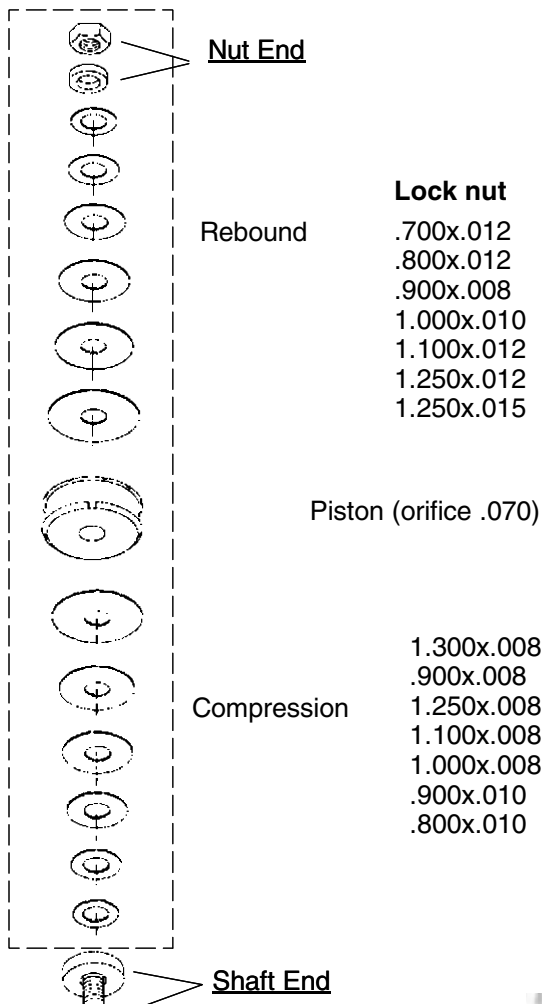 Nut End
Lock nut
Rebound
.700x.012
.800x.012
.900x.008
1.000x.010
1.100x.012
1.250x.012
1.250x.015
Piston (orifice .070)
1.300x.008
.900x.008
Compression
1.250x.008
1.100x.008
1.000x.008
.900x.010
.800x.010
Shaft End